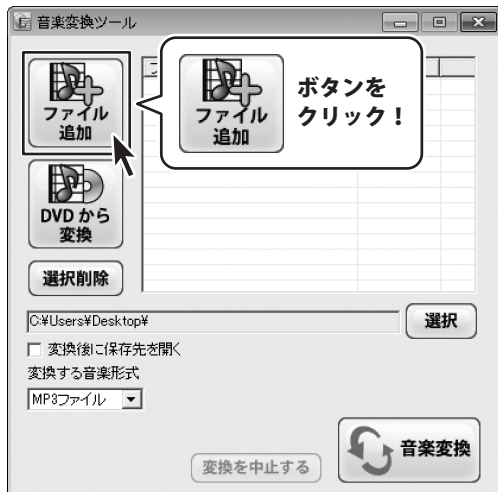 音楽変換ツール
ファイル
追加
ファイル
追加
ボタンを
クリック！
DVDから
変換
選択削除
C:¥Users¥Desktop¥
選択
変換後に保存先を開く
変換する音楽形式
MP3ファイル
変換を中止する
音楽変換